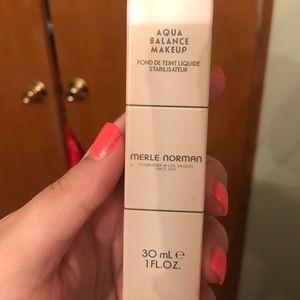 AQUA
BALANCE
MAKEUP
FOND DE TEINT LIQUIDE
STABILISATEUR
MERLE NORMAN
ESTABLISHED IN LOS ANGELES
SINCE 1931
30 mL ℮
1 FL.OZ.